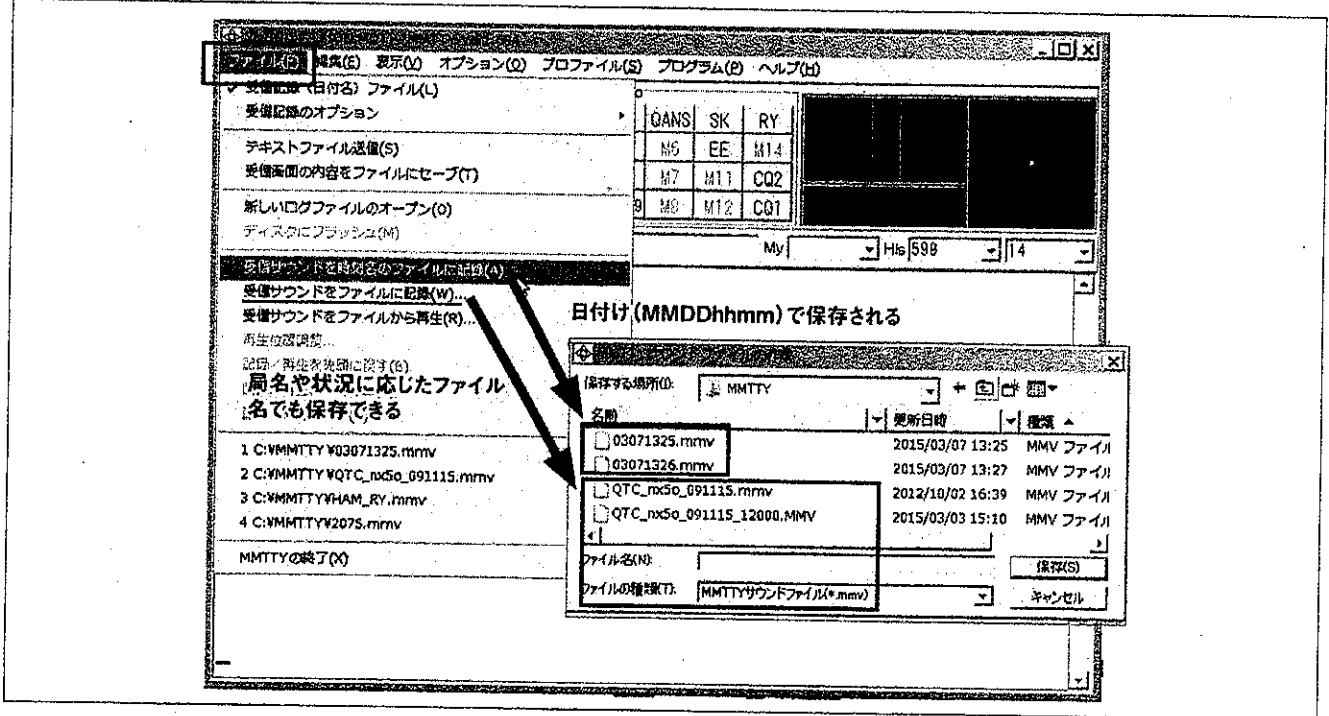 ファイル(F) 編集(E) 表示(V) オプション(O) プロファイル(S) プログラム(P) ヘルプ(H)
受信記録（日付名）ファイル(L)
受信記録のオプション
テキストファイル送信(S)
受信画面の内容をファイルにセーブ(T)
新しいログファイルのオープン(O)
ディスクにフラッシュ(M)
受信サウンドを時刻名のファイルに記録(A)
受信サウンドをファイルに記録(W)...
受信サウンドをファイルから再生(R)...
再生位置調整...
記録／再生を先頭に戻す(B)
局名や状況に応じたファイル
名でも保存できる
1 C:¥MMTTY¥03071325.mmv
2 C:¥MMTTY¥QTC_nx5o_091115.mmv
3 C:¥MMTTY¥HAM_RY.mmv
4 C:¥MMTTY¥2075.mmv
MMTTYの終了(X)
QANS SK RY
M6 EE M14
M7 M11 CQ2
9 M8 M12 CQ1
My His 599 14
日付け（MMDDhhmm）で保存される
保存する場所(I): MMTTY
名前 更新日時 種類
03071325.mmv 2015/03/07 13:25 MMV ファイル
03071326.mmv 2015/03/07 13:27 MMV ファイル
QTC_nx5o_091115.mmv 2012/10/02 16:39 MMV ファイル
QTC_nx5o_091115_12000.MMV 2015/03/03 15:10 MMV ファイル
ファイル名(N): 保存(S)
ファイルの種類(T): MMTTYサウンドファイル(*.mmv) キャンセル